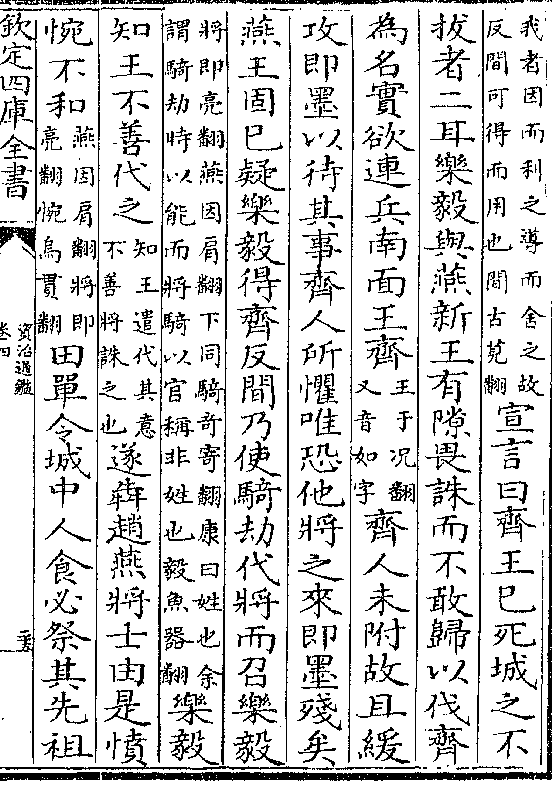 我者因而利之導而舍之故反間可得而用也間古莧翻宣言曰齊王已死城之不
拔者二耳樂毅與燕新王有隙畏誅而不敢歸以伐齊
為名實欲連兵南面王齊王于况翻又音如字齊人未附故且緩
攻即墨以待其事齊人所懼唯恐他將之來即墨殘矣
燕王固已疑樂毅得齊反間乃使騎劫代將而召樂毅
將即亮翻燕因肩翻下同騎奇寄翻康曰姓也余謂騎劫時以能而將騎以官稱非姓也毅魚器翻樂毅
知王不善代之知王遣代其意不善將誅之也遂奔趙燕將士由是憤
惋不和燕因肩翻將即亮翻惋烏貫翻田單令城中人食必祭其先祖
欽定四庫全書
資治通鑑
卷四